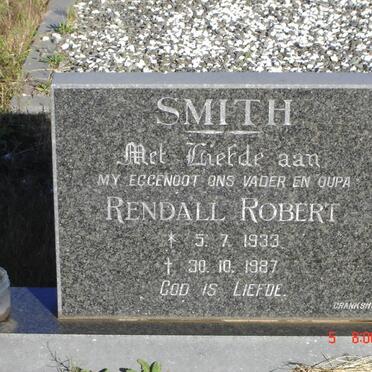 SMITH
Met Liefde aan
MY EGGENOOT ONS VADER EN OUPA
RENDALL ROBERT
* 5. 7. 1933
† 30. 10. 1987
GOD IS LIEFDE.